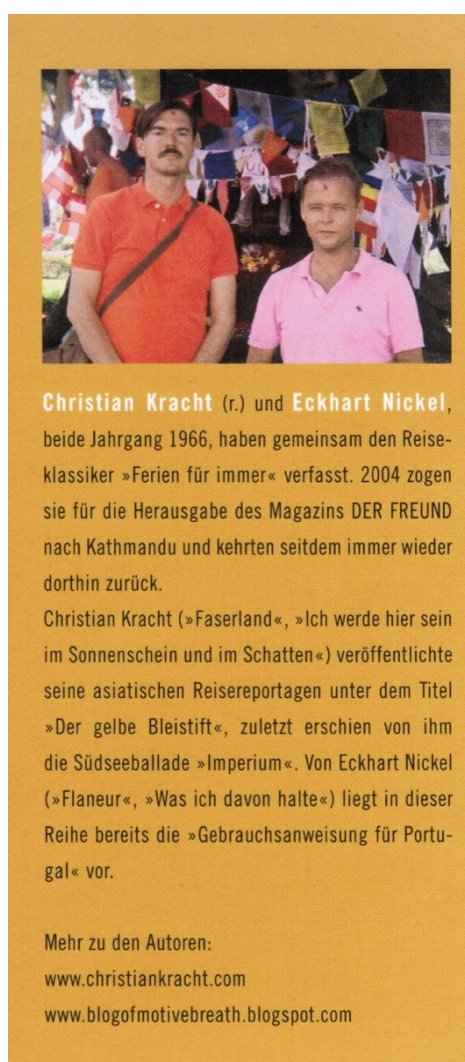 Christian Kracht (r.) und Eckhart Nickel,
beide Jahrgang 1966, haben gemeinsam den Reise-
klassiker »Ferien für immer« verfasst. 2004 zogen
sie für die Herausgabe des Magazins DER FREUND
nach Kathmandu und kehrten seitdem immer wieder
dorthin zurück.
Christian Kracht (»Faserland«, »Ich werde hier sein
im Sonnenschein und im Schatten«) veröffentlichte
seine asiatischen Reisereportagen unter dem Titel
»Der gelbe Bleistift«, zuletzt erschien von ihm
die Südseeballade »Imperium«. Von Eckhart Nickel
(»Flaneur«, »Was ich davon halte«) liegt in dieser
Reihe bereits die »Gebrauchsanweisung für Portu-
gal« vor.
Mehr zu den Autoren:
www.christiankracht.com
www.blogofmotivebreath.blogspot.com